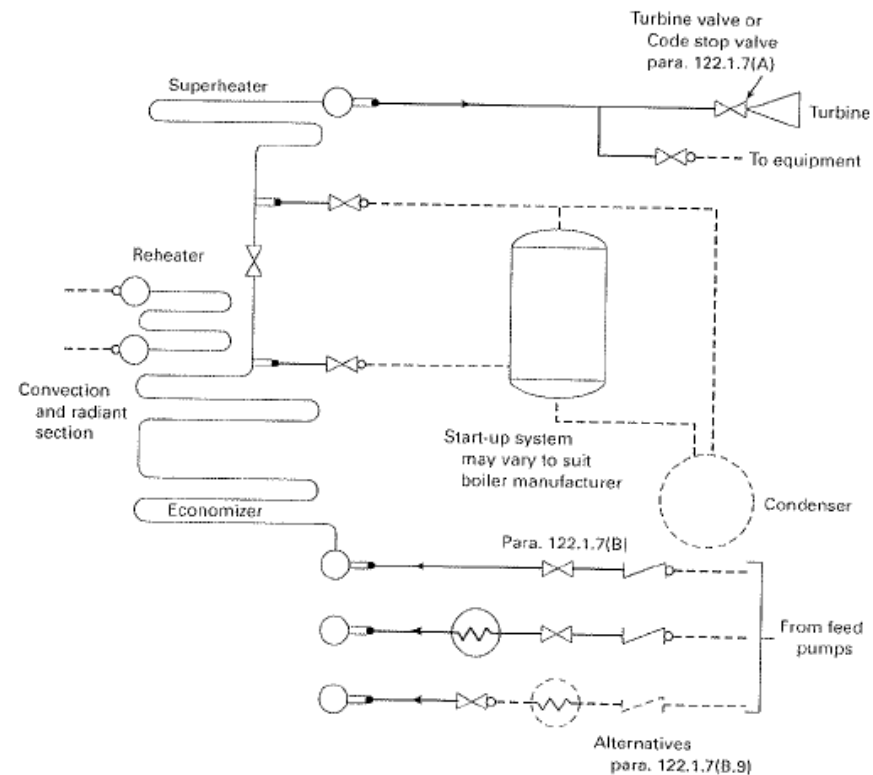 Turbine valve or
Code stop valve
para. 122.1.7(A)
Superheater
Turbine
To equipment
Reheater
Convection
and radiant
section
Start-up system
may vary to suit
boiler manufacturer
Condenser
Economizer
Para. 122.1.7(B)
From feed
pumps
Alternatives
para. 122.1.7(B.9)